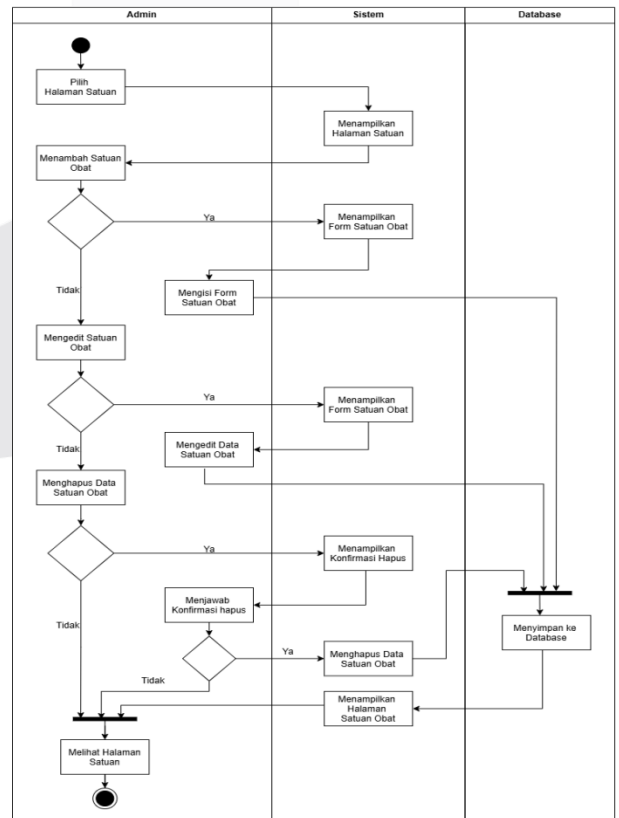 Admin
Sistem
Database
Pilih
Halaman Satuan
Menampilkan
Halaman Satuan
Menambah Satuan
Obat
Ya
Menampilkan
Form Satuan Obat
Tidak
Mengisi Form
Satuan Obat
Mengedit Satuan
Obat
Ya
Menampilkan
Form Satuan Obat
Tidak
Mengedit Data
Satuan Obat
Menghapus Data
Satuan Obat
Ya
Menampilkan
Konfirmasi Hapus
Menjawab
Konfirmasi hapus
Tidak
Menyimpan ke
Database
Ya
Menghapus Data
Satuan Obat
Tidak
Menampilkan
Halaman
Satuan Obat
Melihat Halaman
Satuan